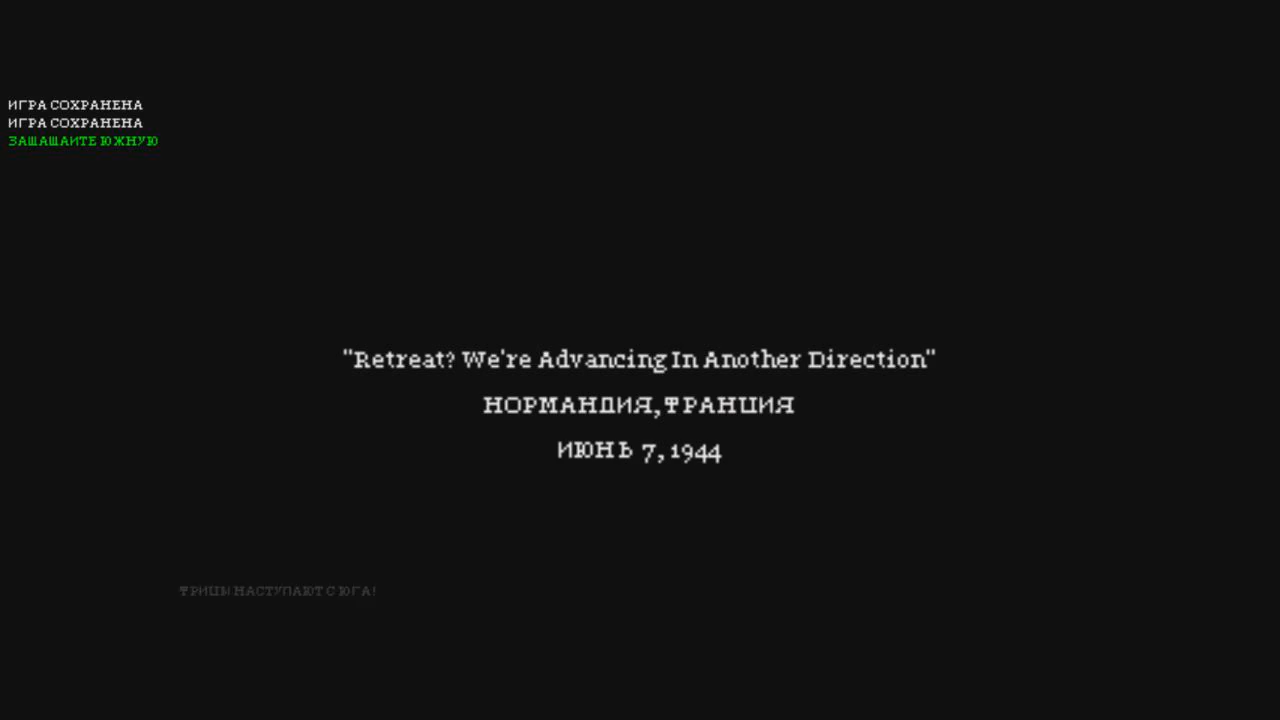 ИГРА СОХРАНЕНА
ИГРА СОХРАНЕНА
ЗАШАШАИТЕ ЮЖНУЮ
"Retreat? We're Advancing In Another Direction"
НОРМАНДИЯ, ФРАНЦИЯ
ИЮНЬ 7, 1944
ФРИЦЫ НАСТУПАЮТ С ЮГА!